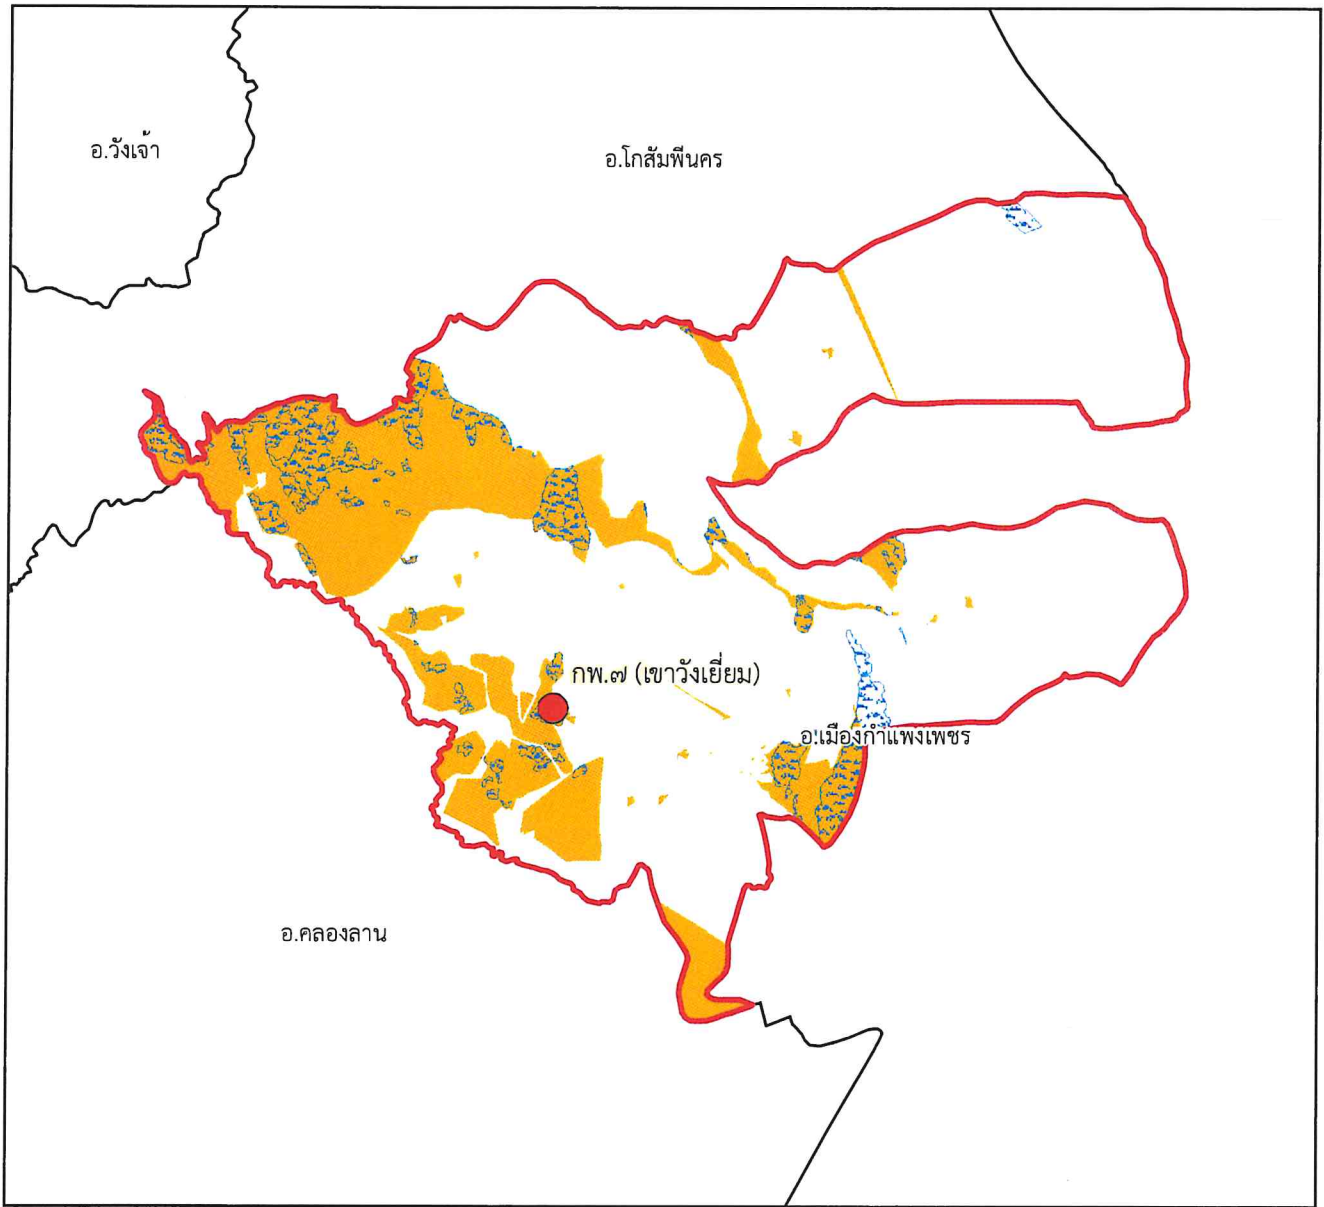 อ.วังเจ้า
อ.โกสัมพีนคร
กพ.๗ (เขาวังเยี่ยม)
อ.เมืองกำแพงเพชร
อ.คลองลาน